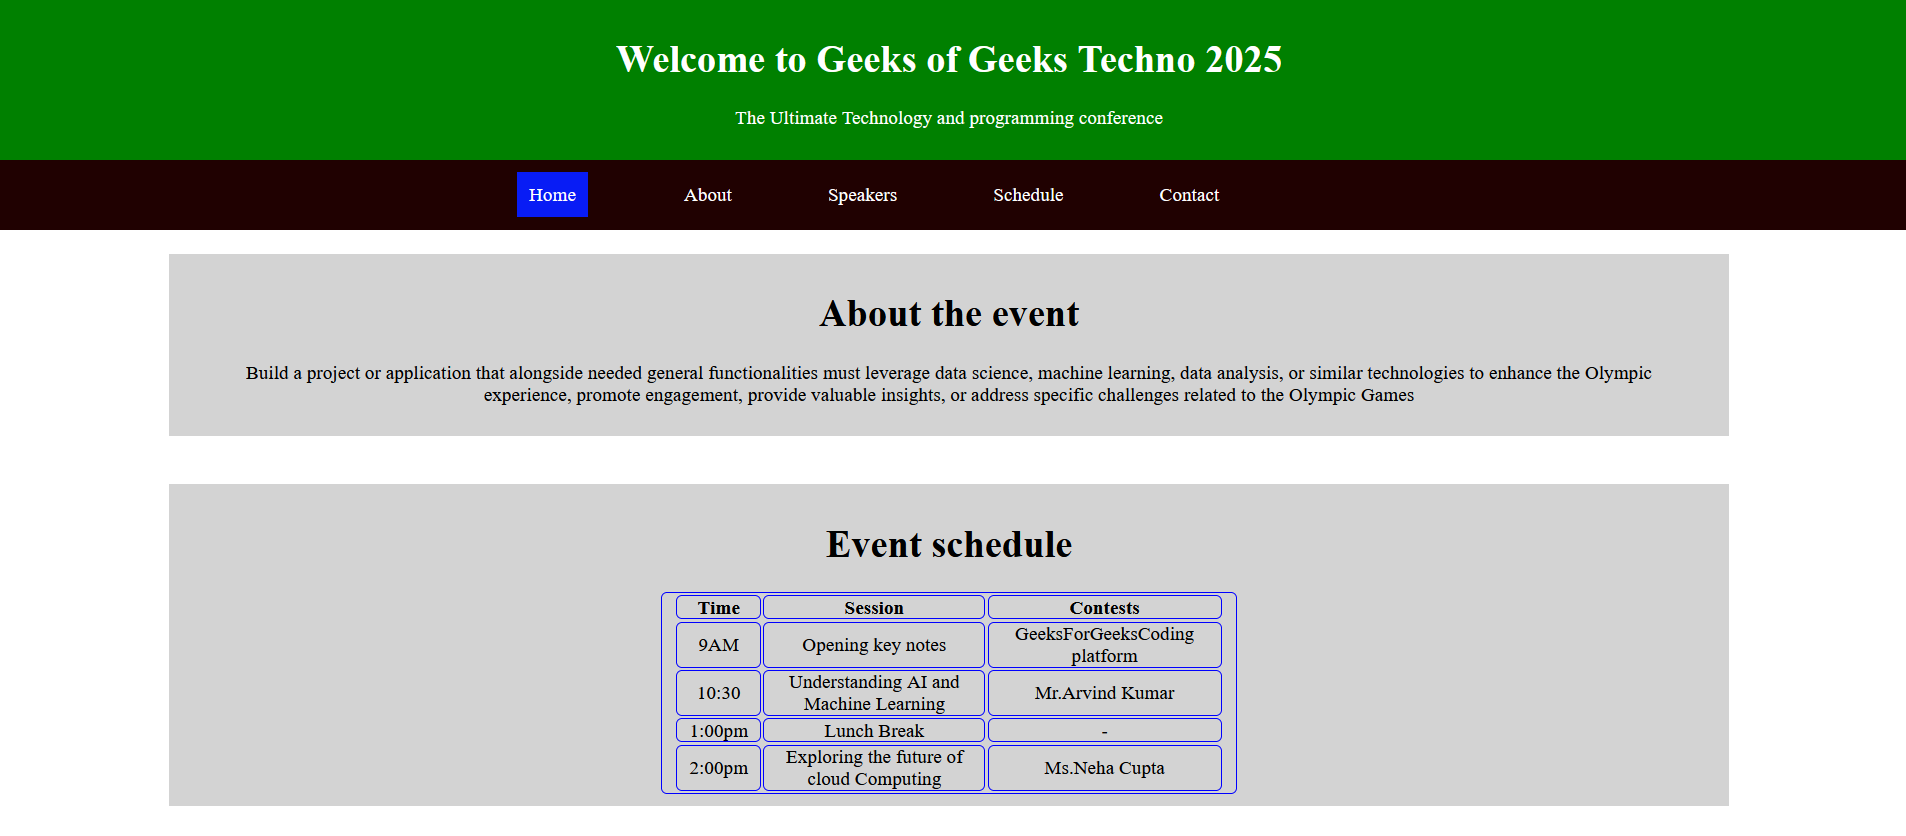 Welcome to Geeks of Geeks Techno 2025
The Ultimate Technology and programming conference
Home About Speakers Schedule Contact
About the event
Build a project or application that alongside needed general functionalities must leverage data science, machine learning, data analysis, or similar technologies to enhance the Olympic
experience, promote engagement, provide valuable insights, or address specific challenges related to the Olympic Games
Event schedule
Time Session Contests
9AM Opening key notes GeeksForGeeksCoding platform
10:30 Understanding AI and Machine Learning Mr.Arvind Kumar
1:00pm Lunch Break -
2:00pm Exploring the future of cloud Computing Ms.Neha Cupta